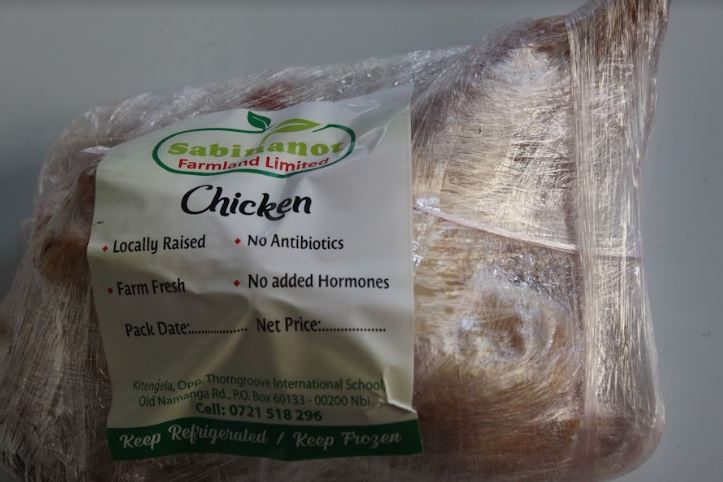 Farmland Limited
Chicken
• Locally Raised • No Antibiotics
• Farm Fresh • No added Hormones
Pack Date:............... Net Price:................
Kitengela, Opp. Thorngroove International School,
Old Namanga Rd., P.O. Box 60133 - 00200 Nbi
Cell: 0721 518 296
Keep Refrigerated / Keep Frozen